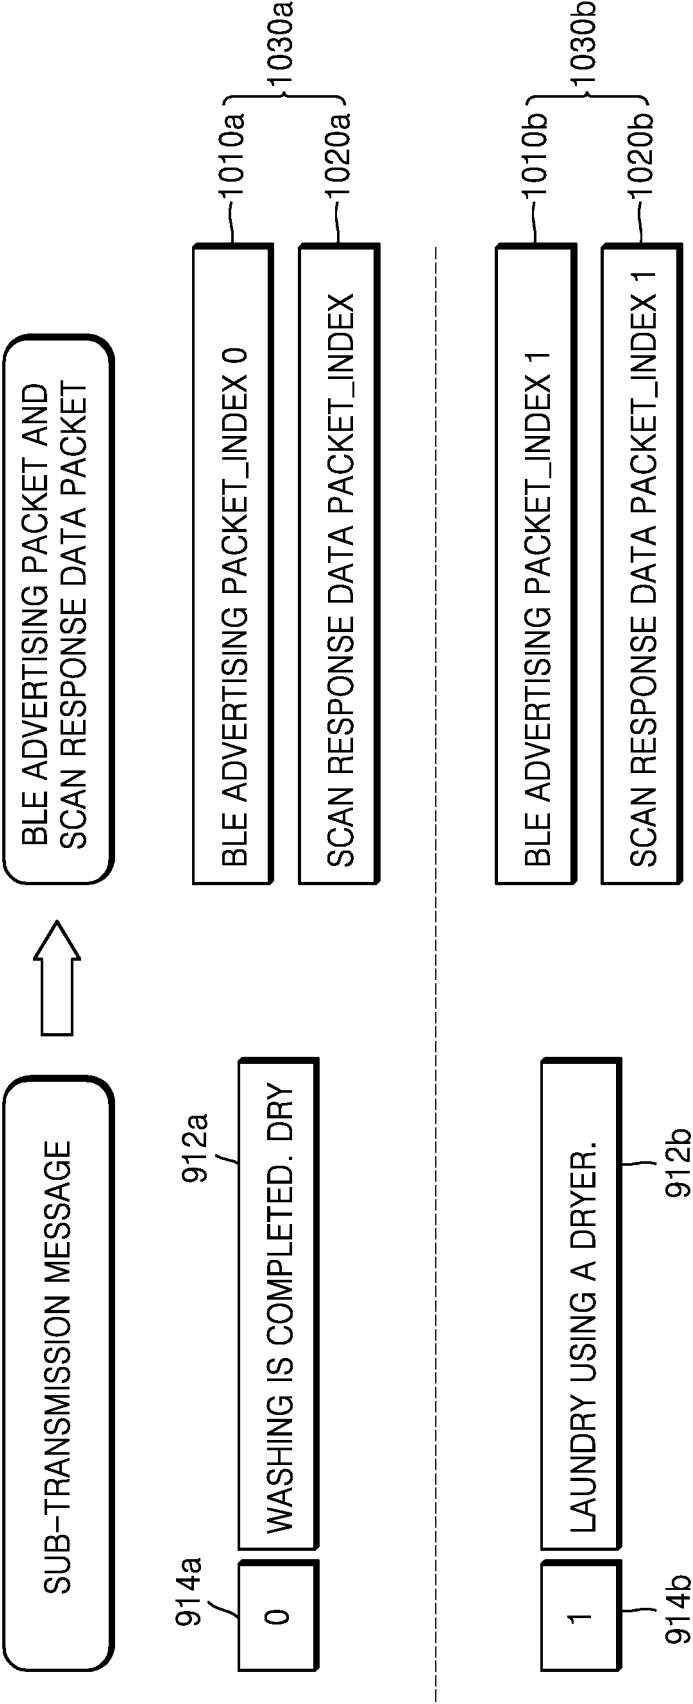 SUB-TRANSMISSION MESSAGE
BLE ADVERTISING PACKET AND
SCAN RESPONSE DATA PACKET
914a
912a
0
WASHING IS COMPLETED. DRY
BLE ADVERTISING PACKET_INDEX 0
1010a
SCAN RESPONSE DATA PACKET_INDEX
1020a
1030a
1
LAUNDRY USING A DRYER.
914b
912b
BLE ADVERTISING PACKET_INDEX 1
1010b
SCAN RESPONSE DATA PACKET_INDEX 1
1020b
1030b